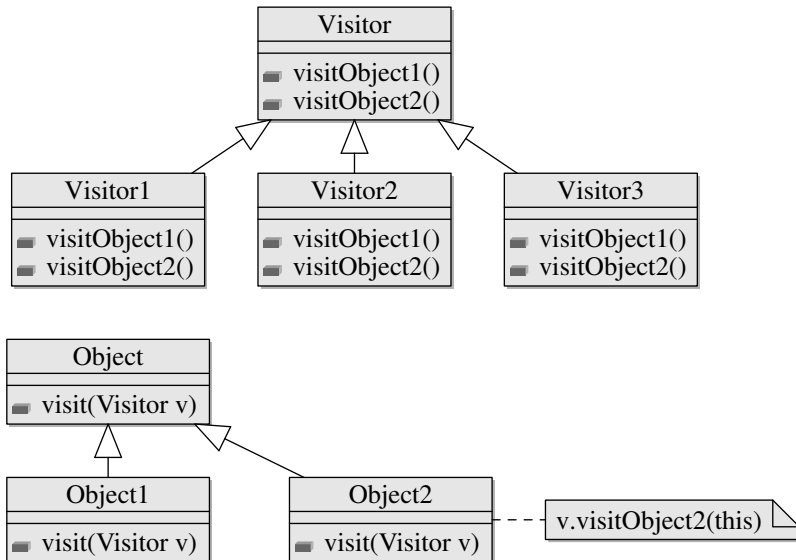 Visitor
visitObject1()
visitObject2()
Visitor1
visitObject1()
visitObject2()
Visitor2
visitObject1()
visitObject2()
Visitor3
visitObject1()
visitObject2()
Object
visit(Visitor v)
Object1
visit(Visitor v)
Object2
visit(Visitor v)
v.visitObject2(this)